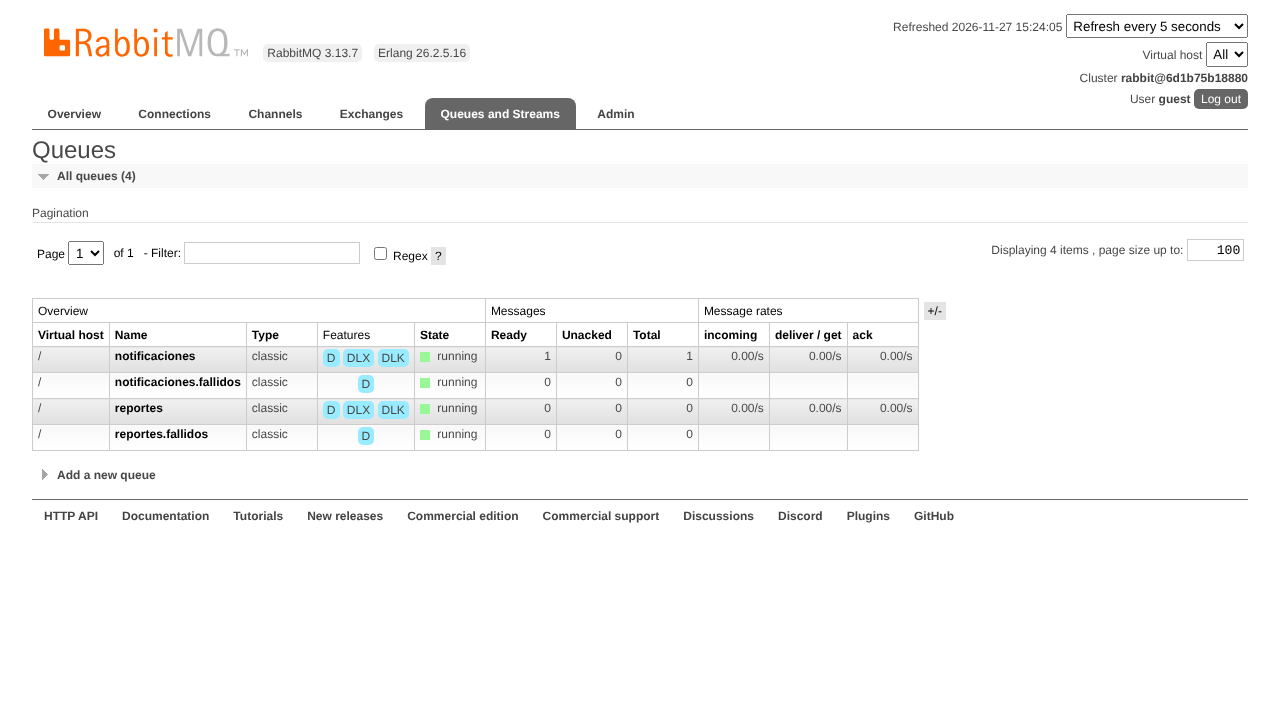 RabbitMQ TM RabbitMQ 3.13.7 Erlang 26.2.5.16
Refreshed 2026-11-27 15:24:05 Refresh every 5 seconds
Virtual host All
Cluster rabbit@6d1b75b18880
User guest Log out
Overview Connections Channels Exchanges Queues and Streams Admin
Queues
All queues (4)
Pagination
Page 1 of 1 - Filter: Regex ? Displaying 4 items , page size up to: 100
Overview Messages Message rates +/-
Virtual host Name Type Features State Ready Unacked Total incoming deliver / get ack
/ notificaciones classic D DLX DLK running 1 0 1 0.00/s 0.00/s 0.00/s
/ notificaciones.fallidos classic D running 0 0 0
/ reportes classic D DLX DLK running 0 0 0 0.00/s 0.00/s 0.00/s
/ reportes.fallidos classic D running 0 0 0
Add a new queue
HTTP API Documentation Tutorials New releases Commercial edition Commercial support Discussions Discord Plugins GitHub